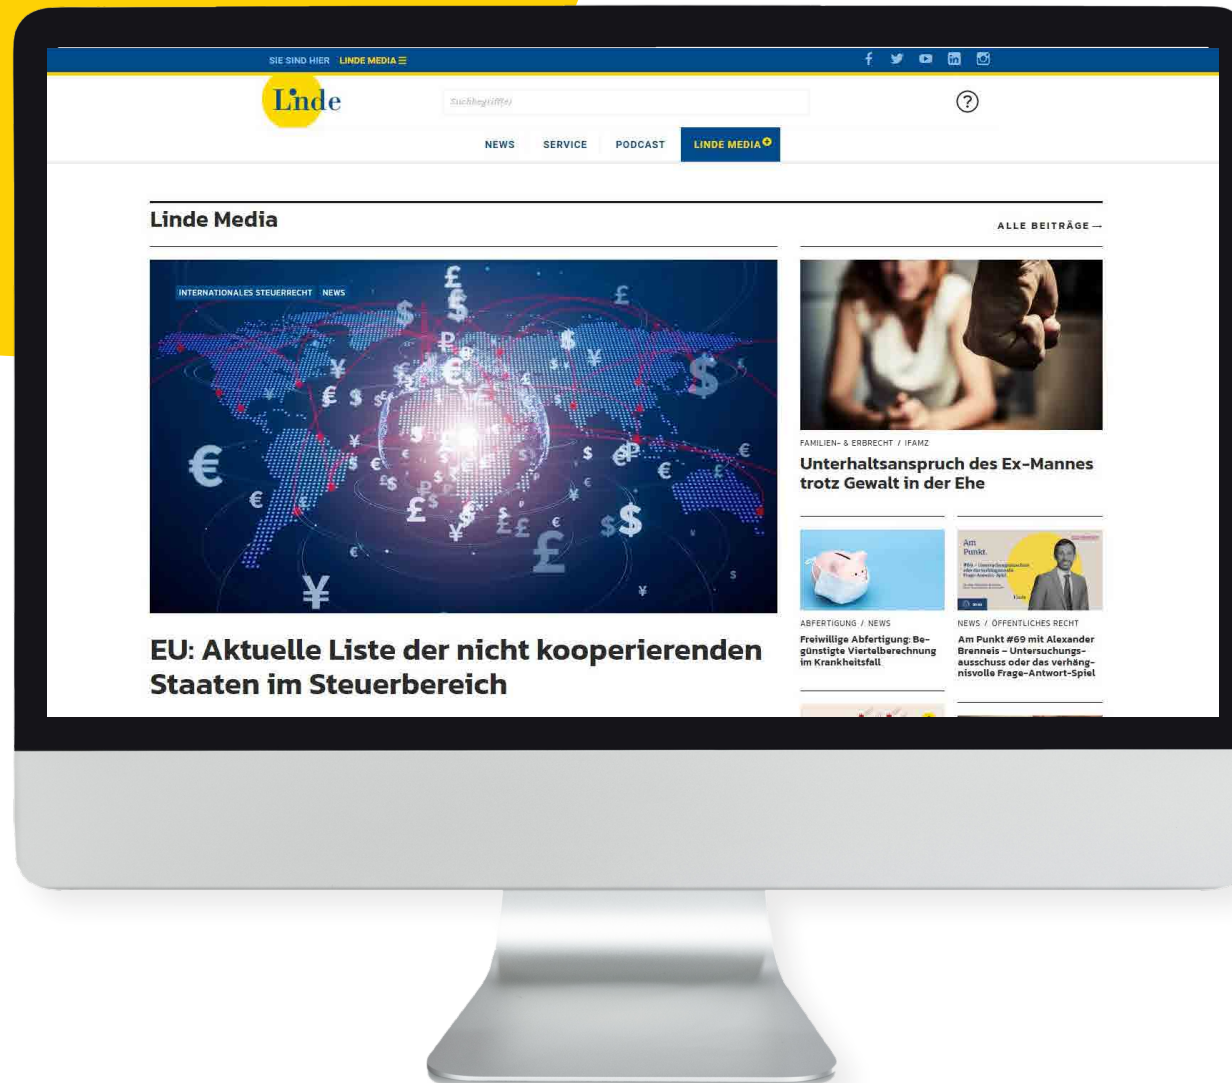 SIE SIND HIER LINDE MEDIA
Linde
Suchbegriff(e)
NEWS SERVICE PODCAST LINDE MEDIA
Linde Media
ALLE BEITRÄGE →
INTERNATIONALES STEUERRECHT NEWS
EU: Aktuelle Liste der nicht kooperierenden
Staaten im Steuerbereich
FAMILIEN- & ERBRECHT / IFAMZ
Unterhaltsanspruch des Ex-Mannes
trotz Gewalt in der Ehe
ABFERTIGUNG / NEWS
Freiwillige Abfertigung: Be-
günstigte Viertelberechnung
im Krankheitsfall
Am
Punkt.
Linde
NEWS / ÖFFENTLICHES RECHT
Am Punkt #69 mit Alexander
Brenneis – Untersuchungs-
ausschuss oder das verhäng-
nisvolle Frage-Antwort-Spiel